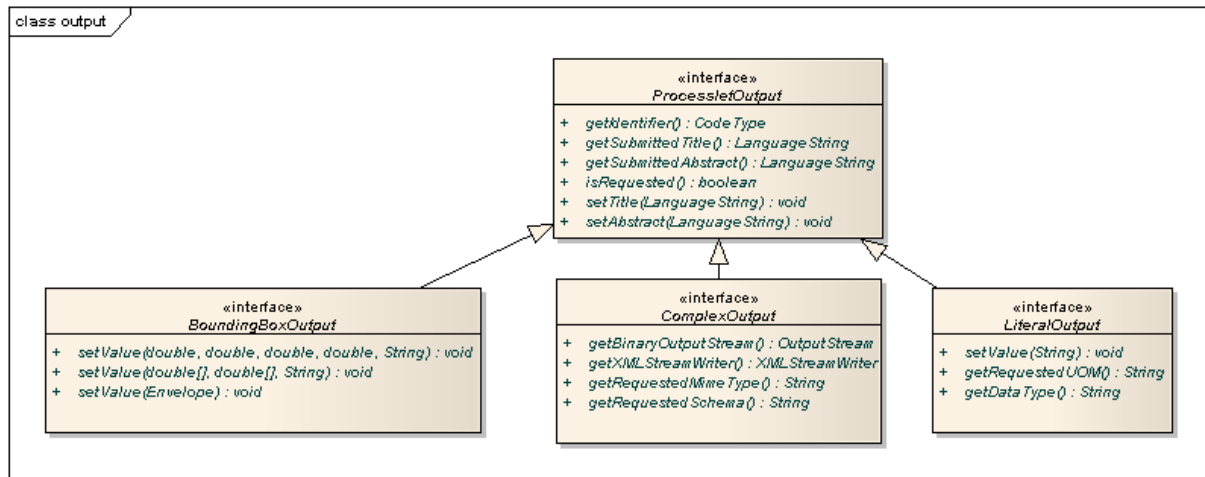 class output
«interface»
ProcessletOutput
+ getIdentifier() : CodeType
+ getSubmittedTitle() : LanguageString
+ getSubmittedAbstract() : LanguageString
+ isRequested() : boolean
+ setTitle(LanguageString) : void
+ setAbstract(LanguageString) : void
«interface»
BoundingBoxOutput
+ setValue(double, double, double, double, String) : void
+ setValue(double[], double[], String) : void
+ setValue(Envelope) : void
«interface»
ComplexOutput
+ getBinaryOutputStream() : OutputStream
+ getXMLStreamWriter() : XMLStreamWriter
+ getRequestedMimeType() : String
+ getRequestedSchema() : String
«interface»
LiteralOutput
+ setValue(String) : void
+ getRequestedUOM() : String
+ getDataType() : String